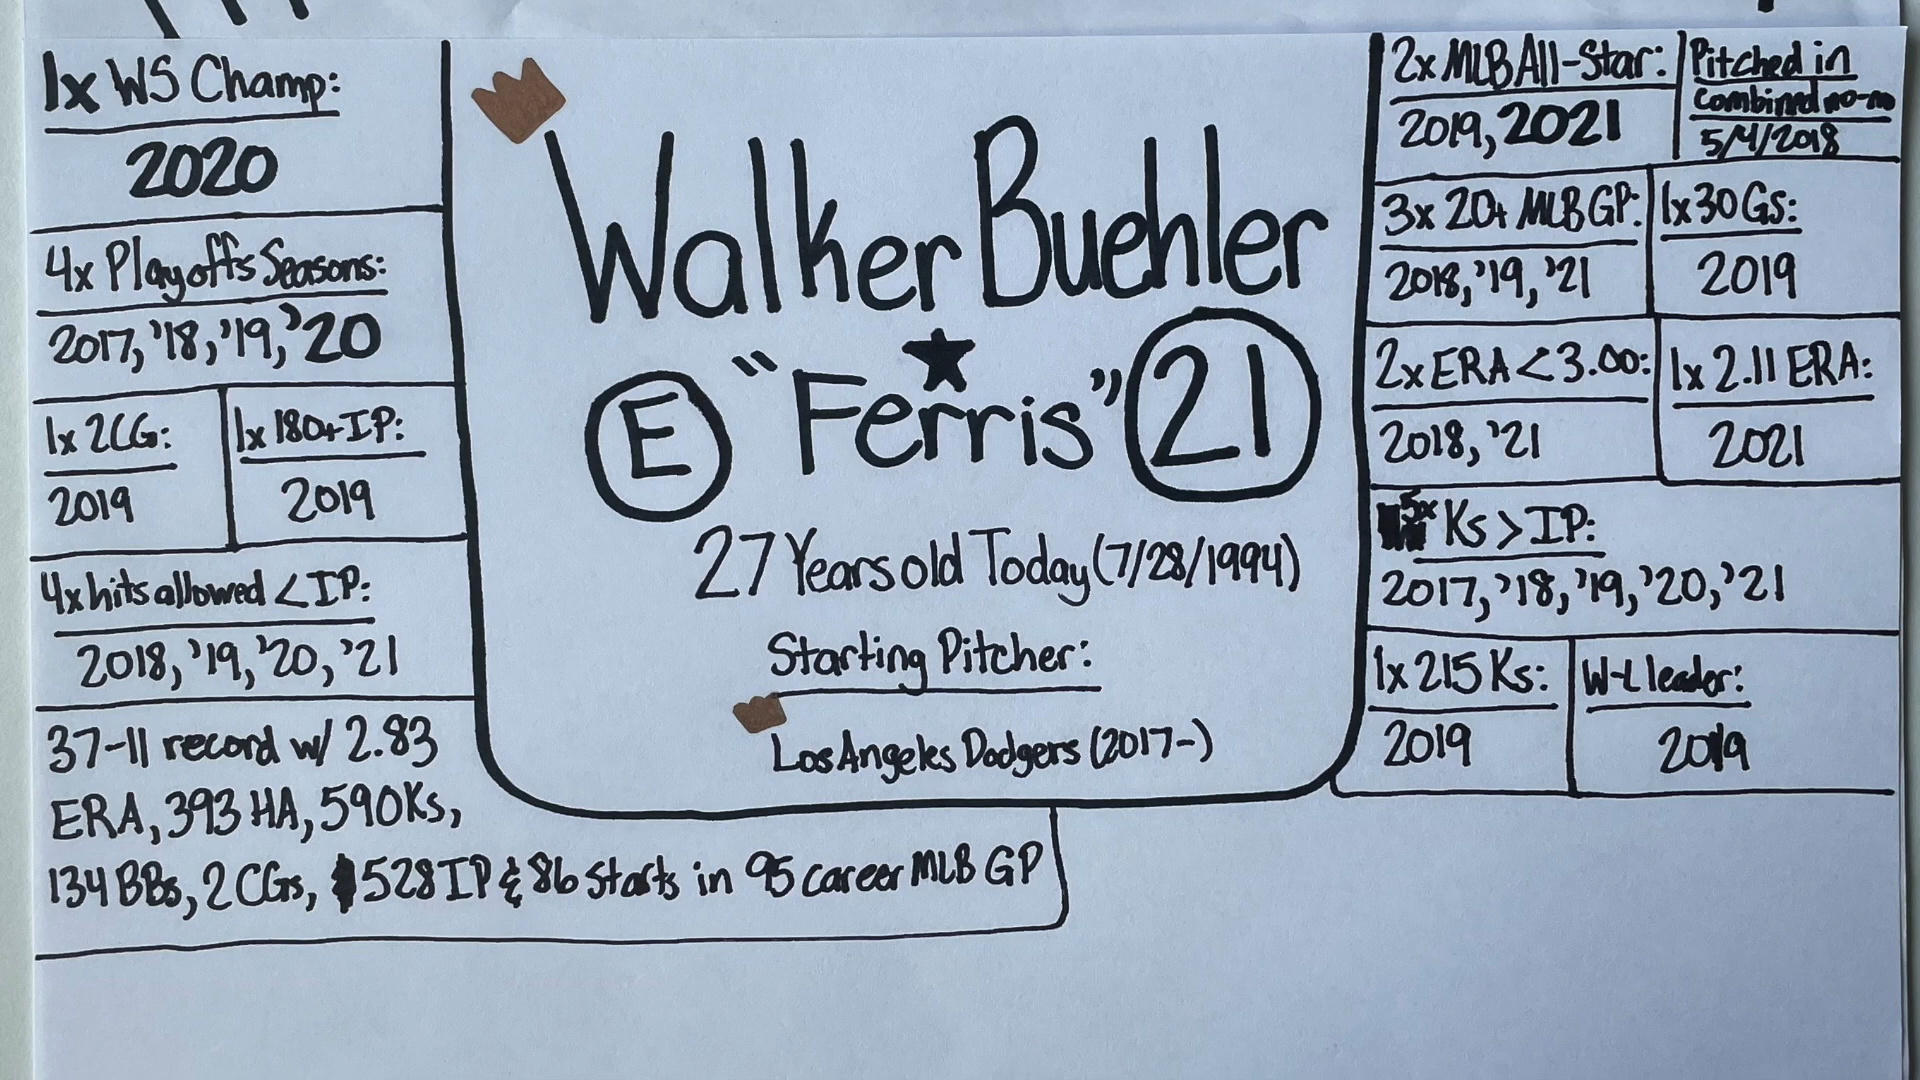 1x WS Champ:
2020
4x Playoffs Seasons:
2017, '18, '19, '20
1x 2CG:
2019
1x 180+ IP:
2019
4x hits allowed < IP:
2018, '19, '20, '21
37-11 record w/ 2.83
ERA, 393 HA, 590Ks,
134 BBs, 2 CGs, 528 IP & 86 Starts in 95 career MLB GP
Walker Buehler
E "Ferris" 21
27 Years old Today (7/28/1994)
Starting Pitcher:
Los Angeles Dodgers (2017-)
2x MLB All-Star:
2019, 2021
Pitched in
combined no-no
5/4/2018
3x 20+ MLB GP:
2018, '19, '21
1x 30 GS:
2019
2x ERA < 3.00:
2018, '21
1x 2.11 ERA:
2021
5x Ks > IP:
2017, '18, '19, '20, '21
1x 215 Ks:
2019
W-L leader:
2019